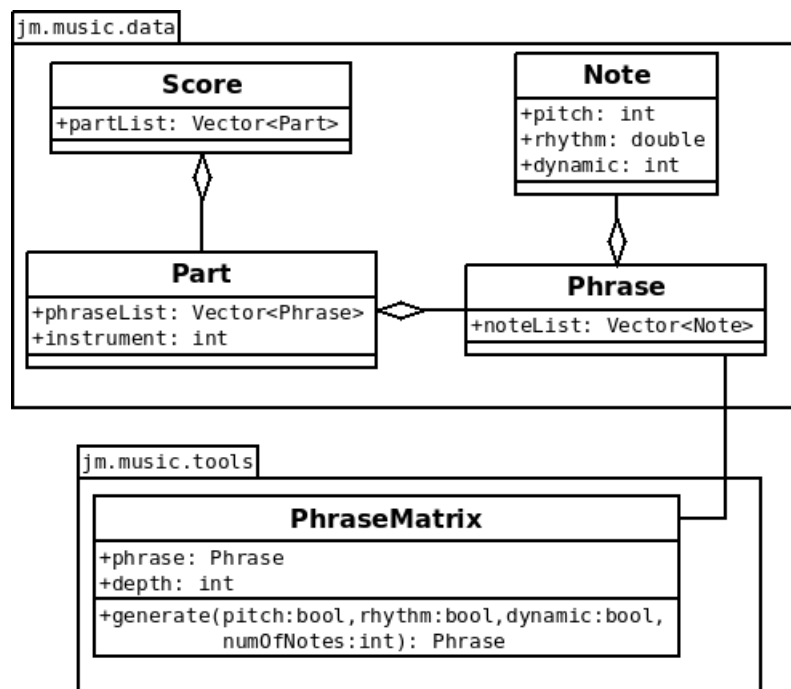 jm.music.data
Score
+partList: Vector<Part>
Note
+pitch: int
+rhythm: double
+dynamic: int
Part
+phraseList: Vector<Phrase>
+instrument: int
Phrase
+noteList: Vector<Note>
jm.music.tools
PhraseMatrix
+phrase: Phrase
+depth: int
+generate(pitch:bool,rhythm:bool,dynamic:bool,
numOfNotes:int): Phrase